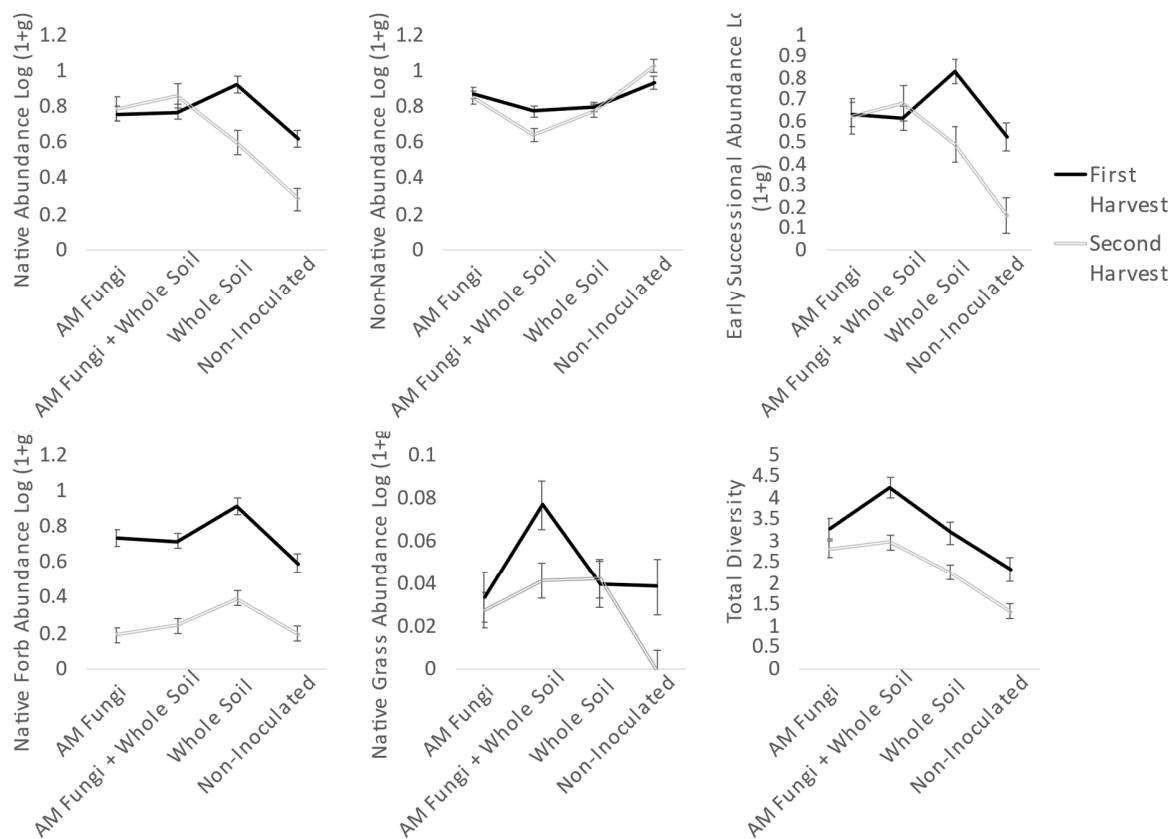 Native Abundance Log (1+g)
1.2
1
0.8
0.6
0.4
0.2
0
AM Fungi
AM Fungi + Whole Soil
Whole Soil
Non-Inoculated
Non-Native Abundance Log (1+g)
1.2
1
0.8
0.6
0.4
0.2
0
AM Fungi
AM Fungi + Whole Soil
Whole Soil
Non-Inoculated
Early Successional Abundance
(1+g)
1
0.9
0.8
0.7
0.6
0.5
0.4
0.3
0.2
0.1
0
AM Fungi
AM Fungi + Whole Soil
Whole Soil
Non-Inoculated
First
Harvest
Second
Harvest
Native Forb Abundance Log (1+g)
1.2
1
0.8
0.6
0.4
0.2
0
AM Fungi
AM Fungi + Whole Soil
Whole Soil
Non-Inoculated
Native Grass Abundance Log (1+g
0.1
0.08
0.06
0.04
0.02
0
AM Fungi
AM Fungi + Whole Soil
Whole Soil
Non-Inoculated
Total Diversity
5
4.5
4
3.5
3
2.5
2
1.5
1
0.5
0
AM Fungi
AM Fungi + Whole Soil
Whole Soil
Non-Inoculated